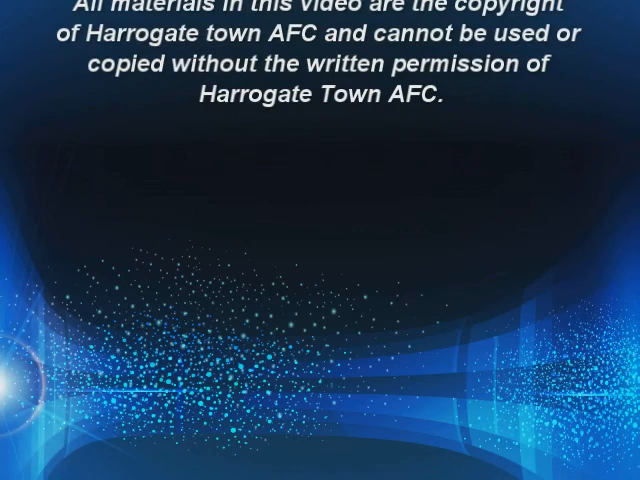 All materials in this video are the copyright
of Harrogate town AFC and cannot be used or
copied without the written permission of
Harrogate Town AFC.